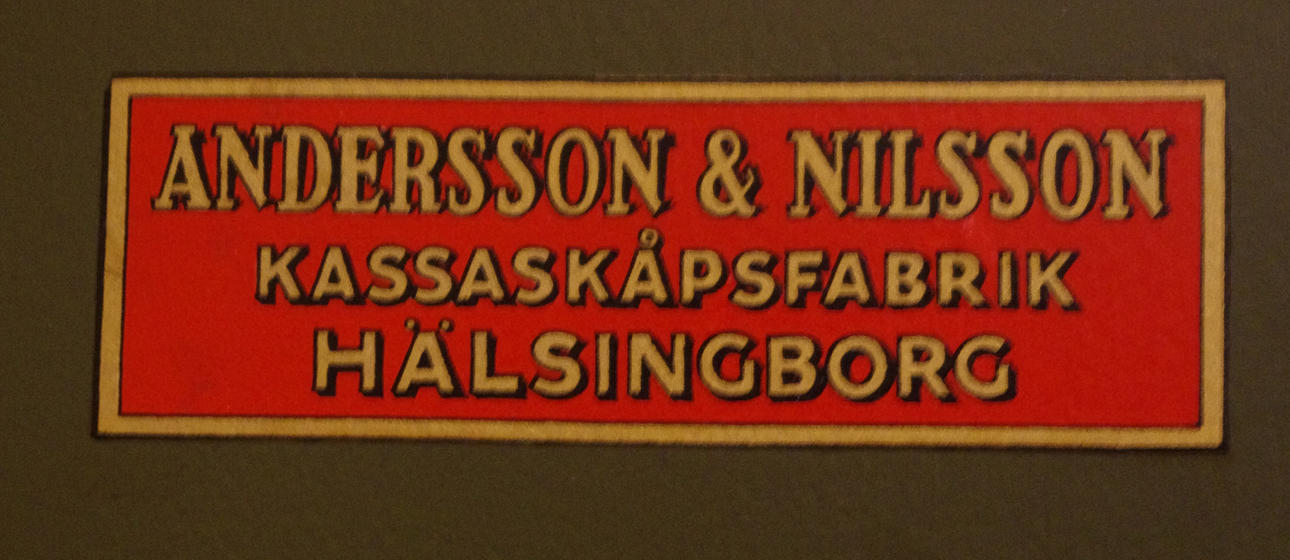 ANDERSSON & NILSSON
KASSASKÅPSFABRIK
HÄLSINGBORG